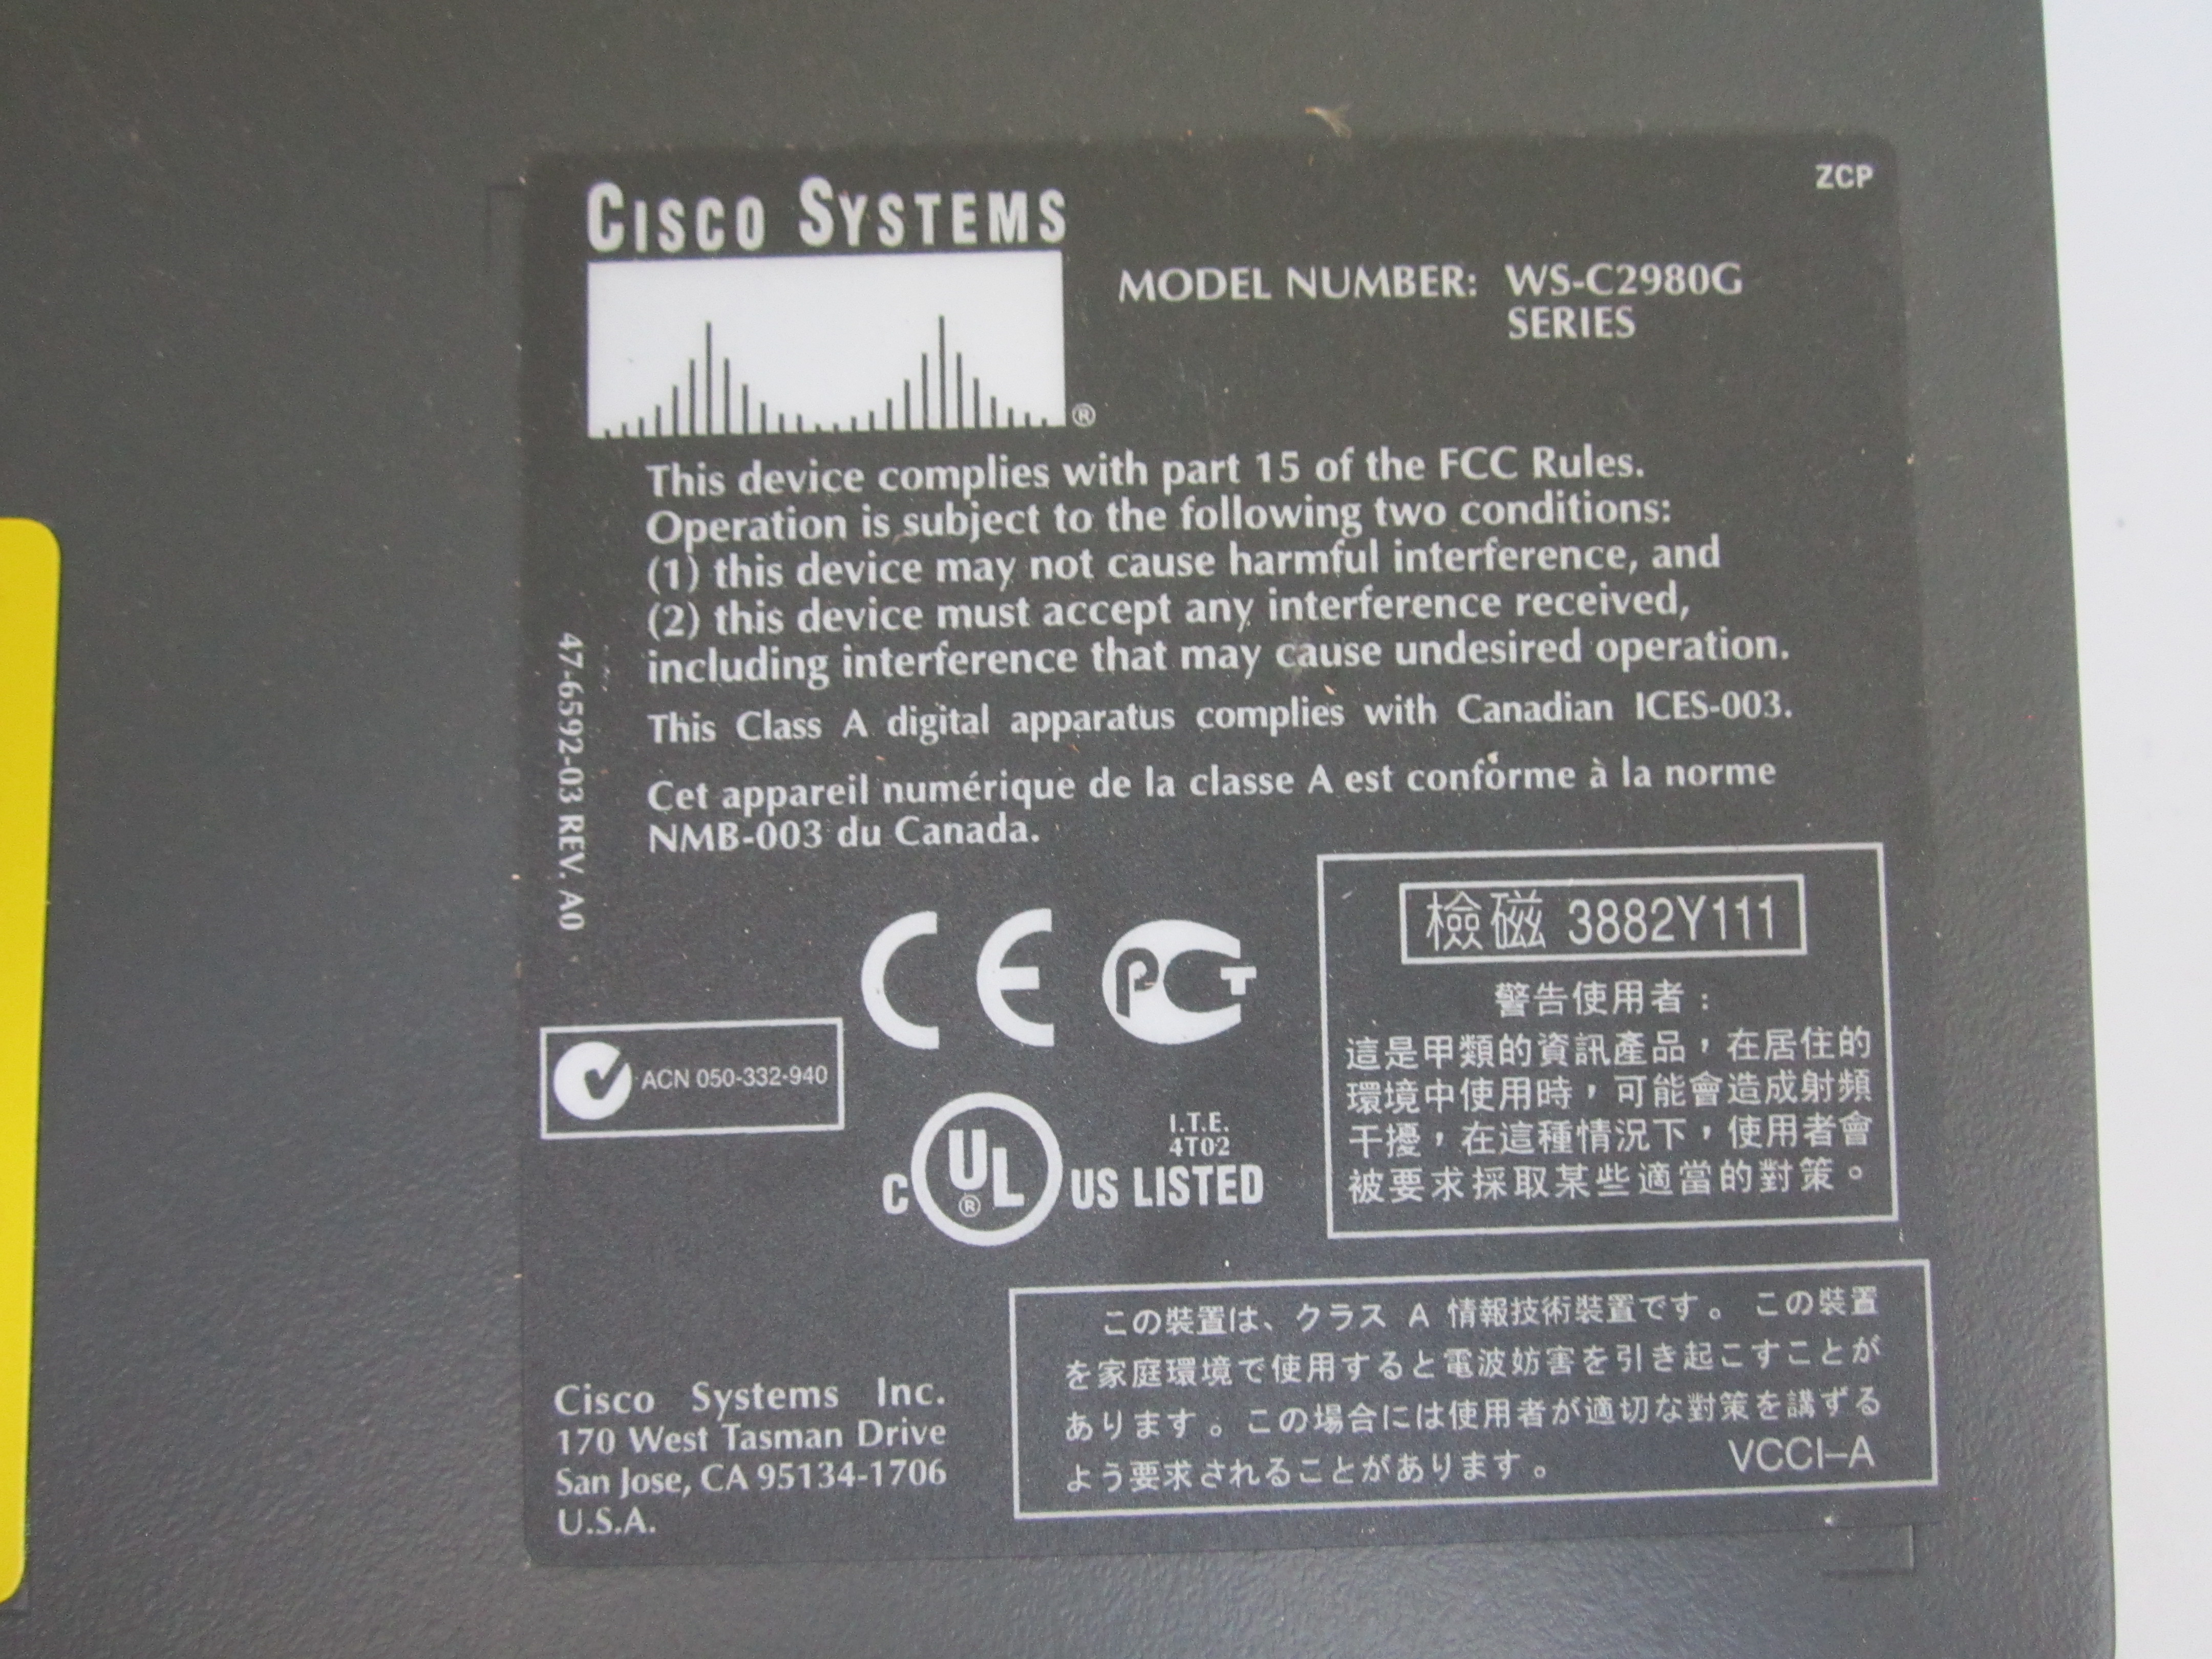 ZCP
CISCO SYSTEMS
®
MODEL NUMBER: WS-C2980G
SERIES
This device complies with part 15 of the FCC Rules.
Operation is subject to the following two conditions:
(1) this device may not cause harmful interference, and
(2) this device must accept any interference received,
including interference that may cause undesired operation.
This Class A digital apparatus complies with Canadian ICES-003.
Cet appareil numérique de la classe A est conforme à la norme
NMB-003 du Canada.
47-6592-03 REV. A0
CE
PCT
檢磁 3882Y111
警告使用者：
這是甲類的資訊產品，在居住的
環境中使用時，可能會造成射頻
干擾，在這種情況下，使用者會
被要求採取某些適當的對策。
ACN 050-332-940
C UL ® US LISTED
I.T.E.
4T02
この裝置は、クラス A 情報技術裝置です。 この裝置
を家庭環境で使用すると電波妨害を引き起こすことが
あります。この場合には使用者が適切な對策を講ずる
よう要求されることがあります。 VCCI-A
Cisco Systems Inc.
170 West Tasman Drive
San Jose, CA 95134-1706
U.S.A.